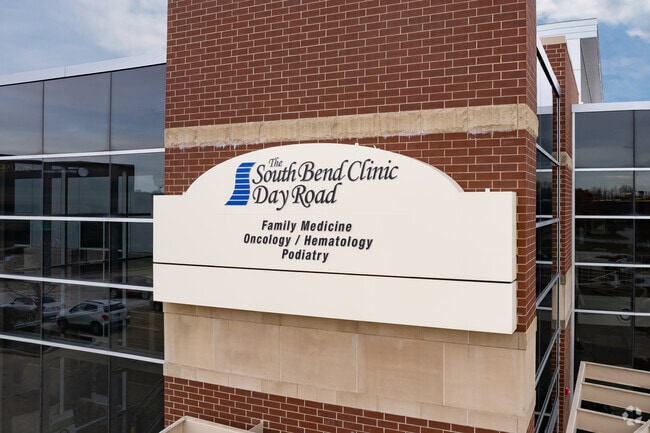 The
South Bend Clinic
Day Road
Family Medicine
Oncology / Hematology
Podiatry